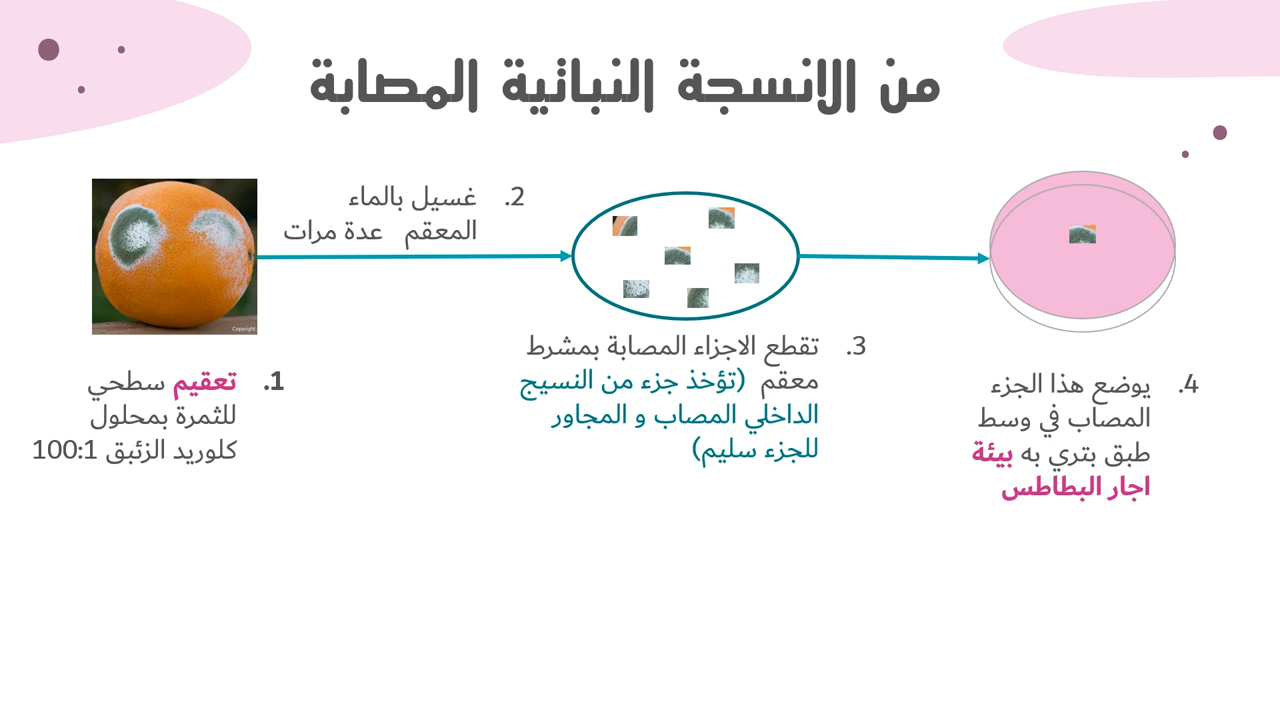 من الانسجة النباتية المصابة
1. تعقيم سطحي
للثمرة بمحلول
كلوريد الزئبق 100:1
2. غسيل بالماء
المعقم عدة مرات
3. تقطع الاجزاء المصابة بمشرط
معقم (تؤخذ جزء من النسيج
الداخلي المصاب و المجاور
للجزء سليم)
4. يوضع هذا الجزء
المصاب في وسط
طبق بتري به بيئة
اجار البطاطس
Copyright